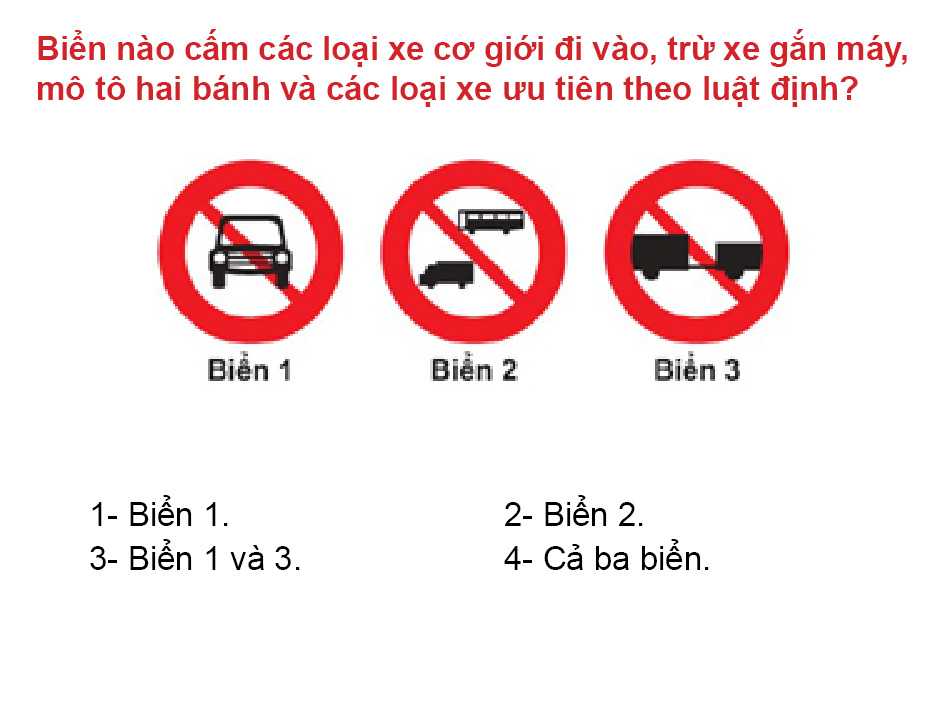 Biển nào cấm các loại xe cơ giới đi vào, trừ xe gắn máy,
mô tô hai bánh và các loại xe ưu tiên theo luật định?
Biển 1 Biển 2 Biển 3
1- Biển 1. 2- Biển 2.
3- Biển 1 và 3. 4- Cả ba biển.